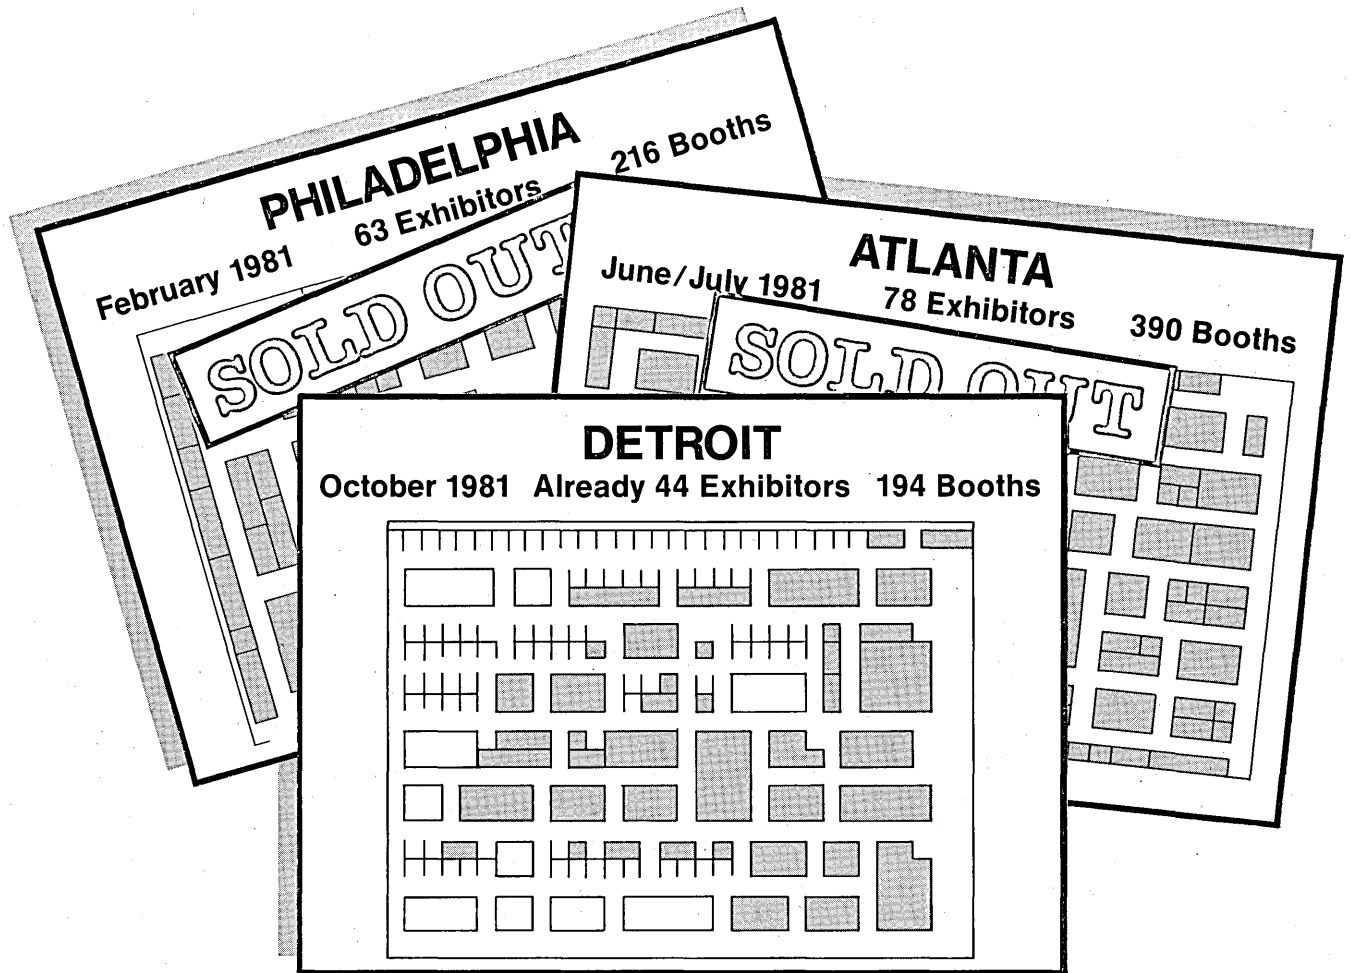 PHILADELPHIA
February 1981 63 Exhibitors 216 Booths
SOLD OUT
ATLANTA
June/July 1981 78 Exhibitors 390 Booths
SOLD OUT
DETROIT
October 1981 Already 44 Exhibitors 194 Booths